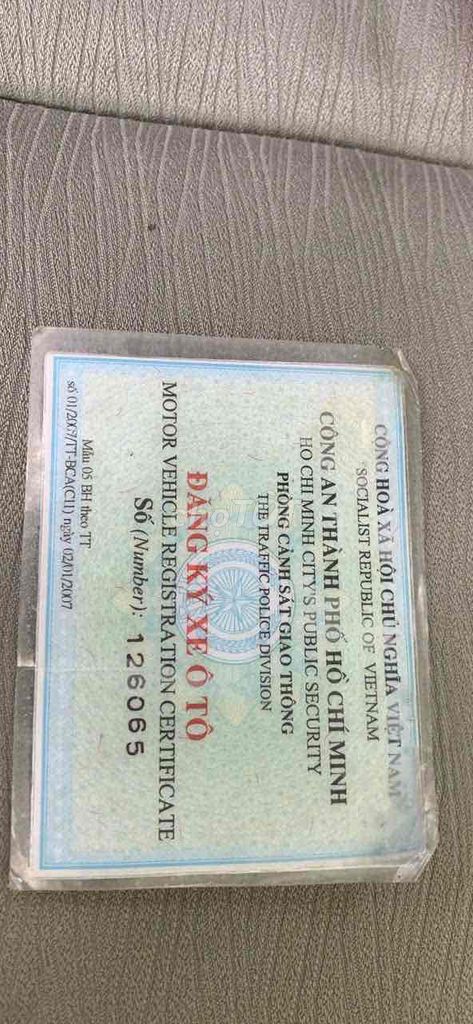 CỘNG HOÀ XÃ HỘI CHỦ NGHĨA VIỆT NAM
SOCIALIST REPUBLIC OF VIETNAM
CÔNG AN THÀNH PHỐ HỒ CHÍ MINH
HO CHI MINH CITY'S PUBLIC SECURITY
PHÒNG CẢNH SÁT GIAO THÔNG
THE TRAFFIC POLICE DIVISION
ĐĂNG KÝ XE Ô TÔ
MOTOR VEHICLE REGISTRATION CERTIFICATE
Số (Number): 126065
Mẫu 05 BH theo TT
số 01/2007/TT-BCA(C11) ngày 02/01/2007